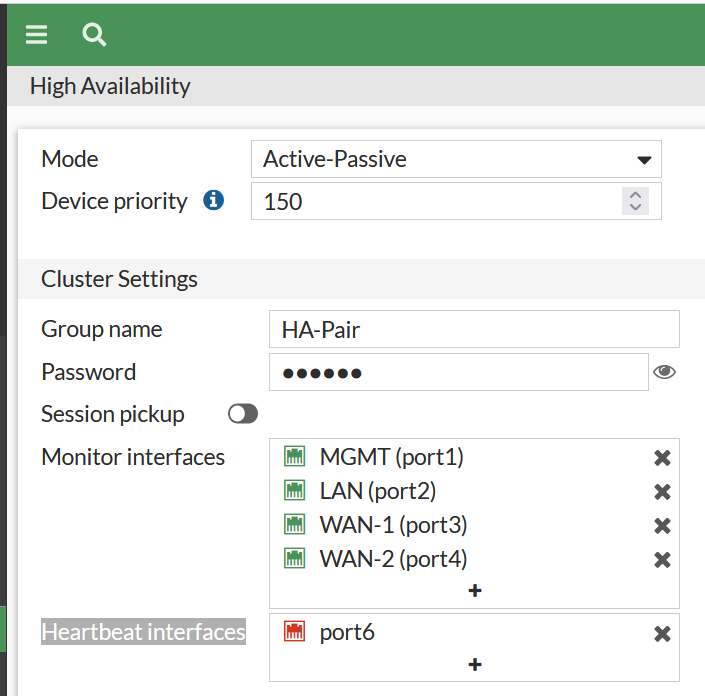 High Availability
Mode Active-Passive
Device priority 150
Cluster Settings
Group name HA-Pair
Password ●●●●●●
Session pickup
Monitor interfaces MGMT (port1)
LAN (port2)
WAN-1 (port3)
WAN-2 (port4)
+
Heartbeat interfaces port6
+